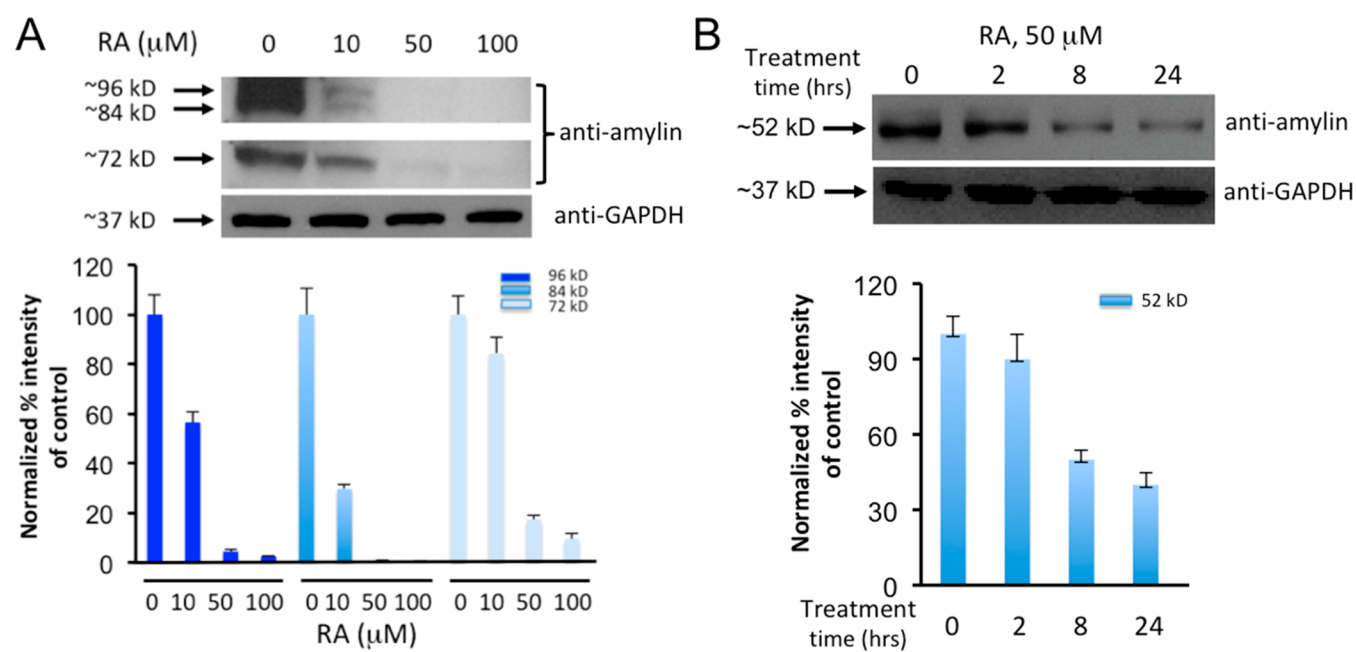 A
RA (μM) 0 10 50 100
~96 kD
~84 kD
anti-amylin
~72 kD
~37 kD
anti-GAPDH
120
100
80
60
40
20
0
Normalized % intensity
of control
96 kD
84 kD
72 kD
0 10 50 100 0 10 50 100 0 10 50 100
RA (μM)
B
RA, 50 μM
Treatment
time (hrs)
0 2 8 24
~52 kD
anti-amylin
~37 kD
anti-GAPDH
120
90
60
30
0
Normalized % intensity
of control
52 kD
Treatment
time (hrs)
0 2 8 24